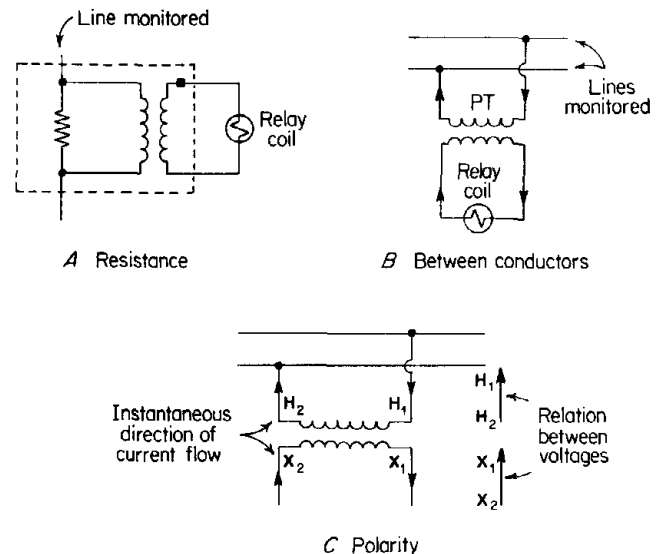 Line monitored
Relay
coil
A Resistance
PT
Lines
monitored
Relay
coil
B Between conductors
Instantaneous
direction of
current flow
H2
H1
X2
X1
H1
H2
X1
X2
Relation
between
voltages
C Polarity